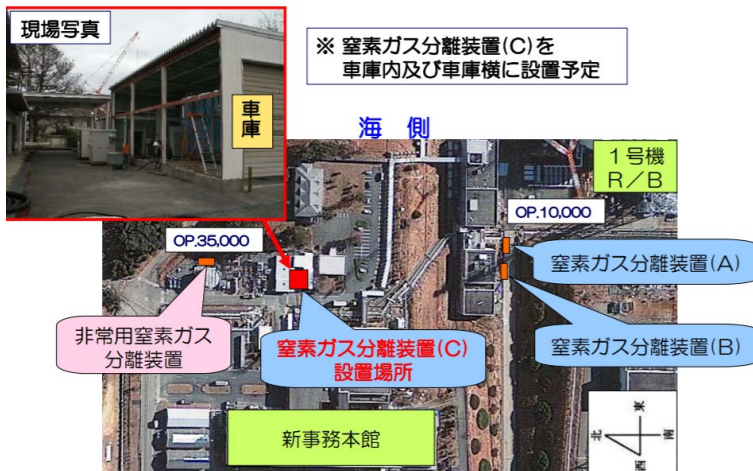 現場写真
車
庫
※ 窒素ガス分離装置(C)を
車庫内及び車庫横に設置予定
海 側
1号機
R/B
OP.10,000
OP.35,000
窒素ガス分離装置(A)
非常用窒素ガス
分離装置
窒素ガス分離装置(C)
設置場所
窒素ガス分離装置(B)
新事務本館
東
北
南
西